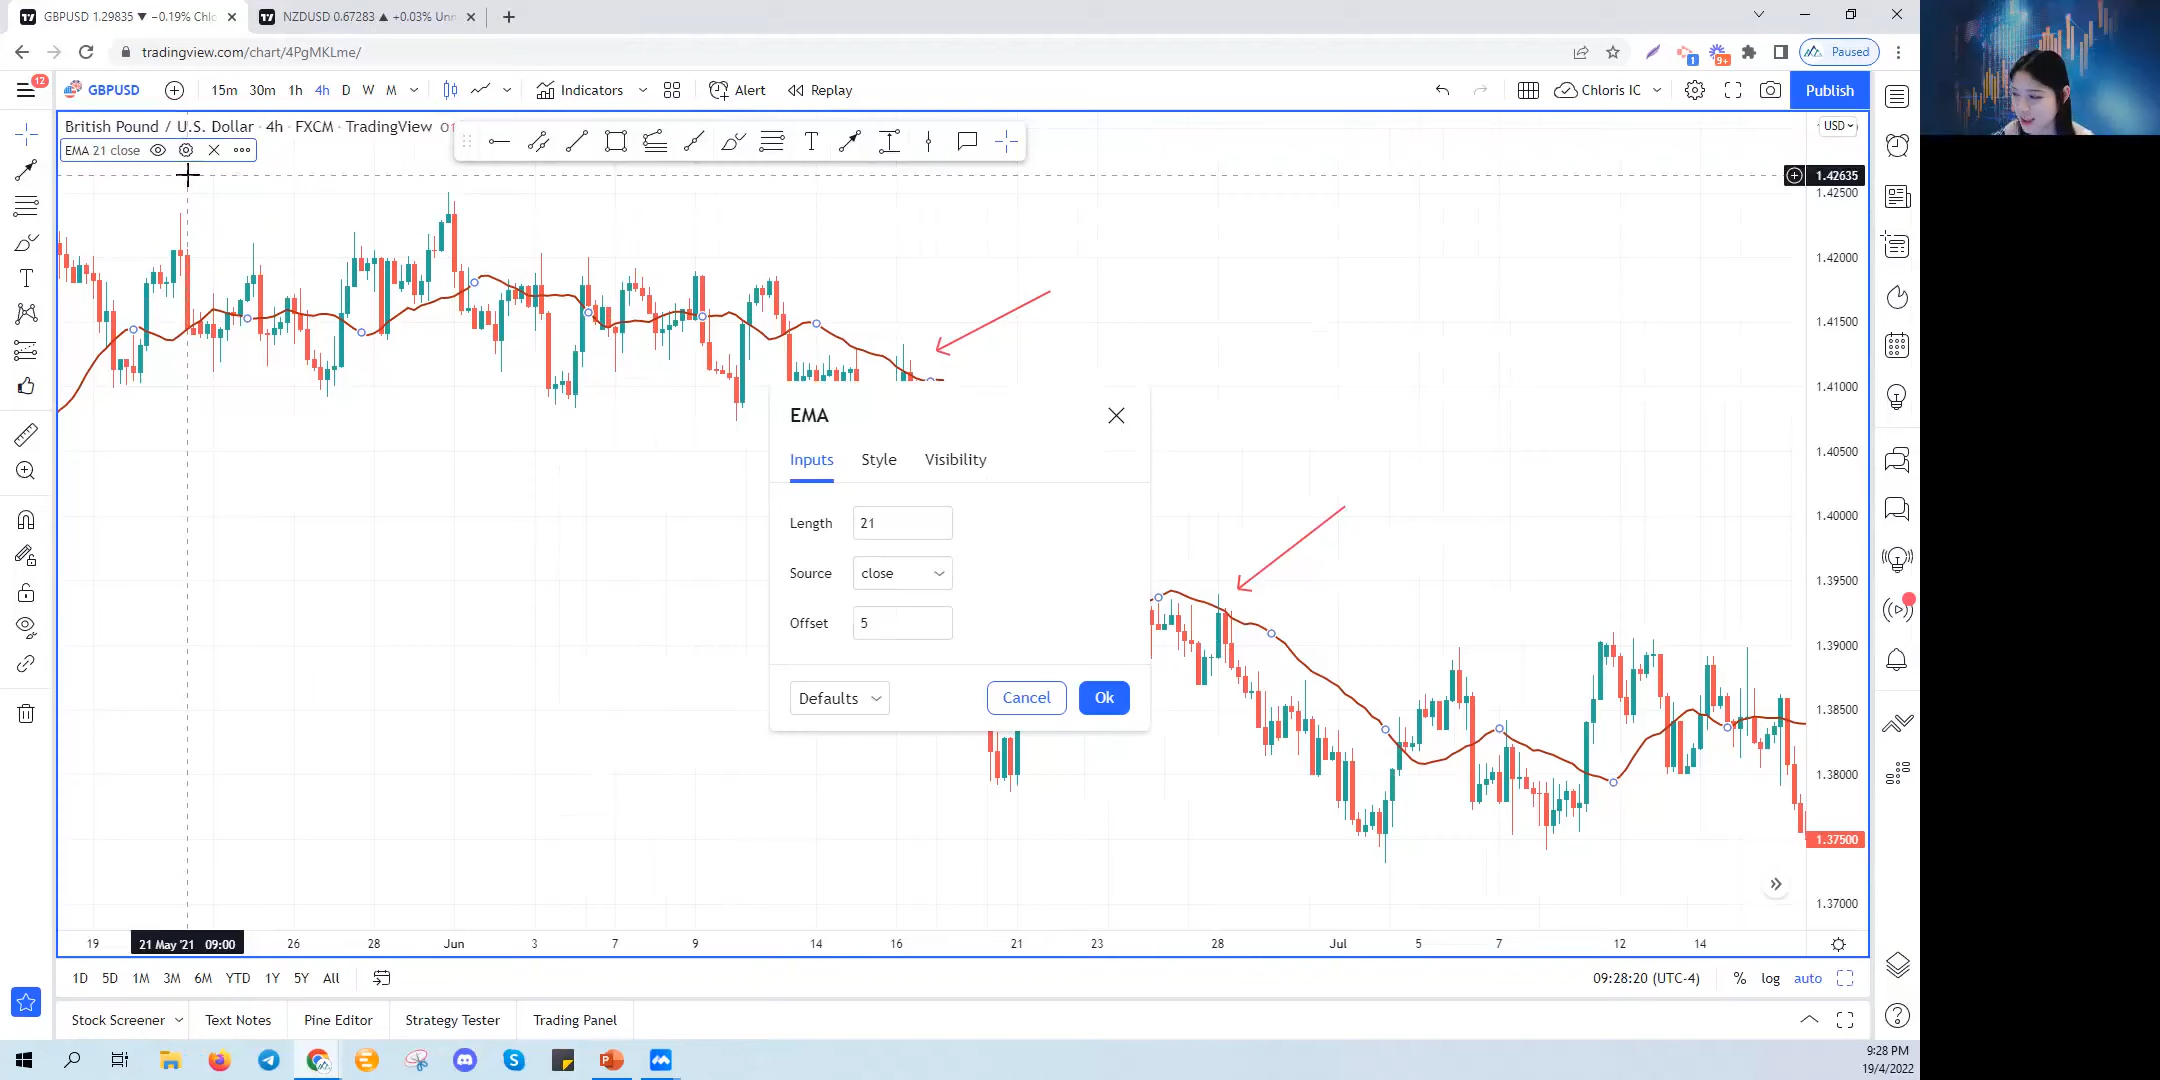 GBPUSD 1.29835 ▼ −0.19% Chlo
NZDUSD 0.67283 ▲ +0.03% Unn
tradingview.com/chart/4PgMKLme/
1
9+
Paused
12
GBPUSD
15m 30m 1h 4h D W M
Indicators
Alert
Replay
Chloris IC
Publish
British Pound / U.S. Dollar · 4h · FXCM · TradingView O1
USD
EMA 21 close
1.42635
1.42500
1.42000
1.41500
1.41000
1.40500
1.40000
1.39500
1.39000
1.38500
1.38000
1.37500
1.37000
EMA
Inputs Style Visibility
Length 21
Source close
Offset 5
Defaults Cancel Ok
19 21 May '21 09:00 26 28 Jun 3 7 9 14 16 21 23 28 Jul 5 7 12 14
1D 5D 1M 3M 6M YTD 1Y 5Y All
09:28:20 (UTC-4) % log auto
Stock Screener Text Notes Pine Editor Strategy Tester Trading Panel
9:28 PM
19/4/2022